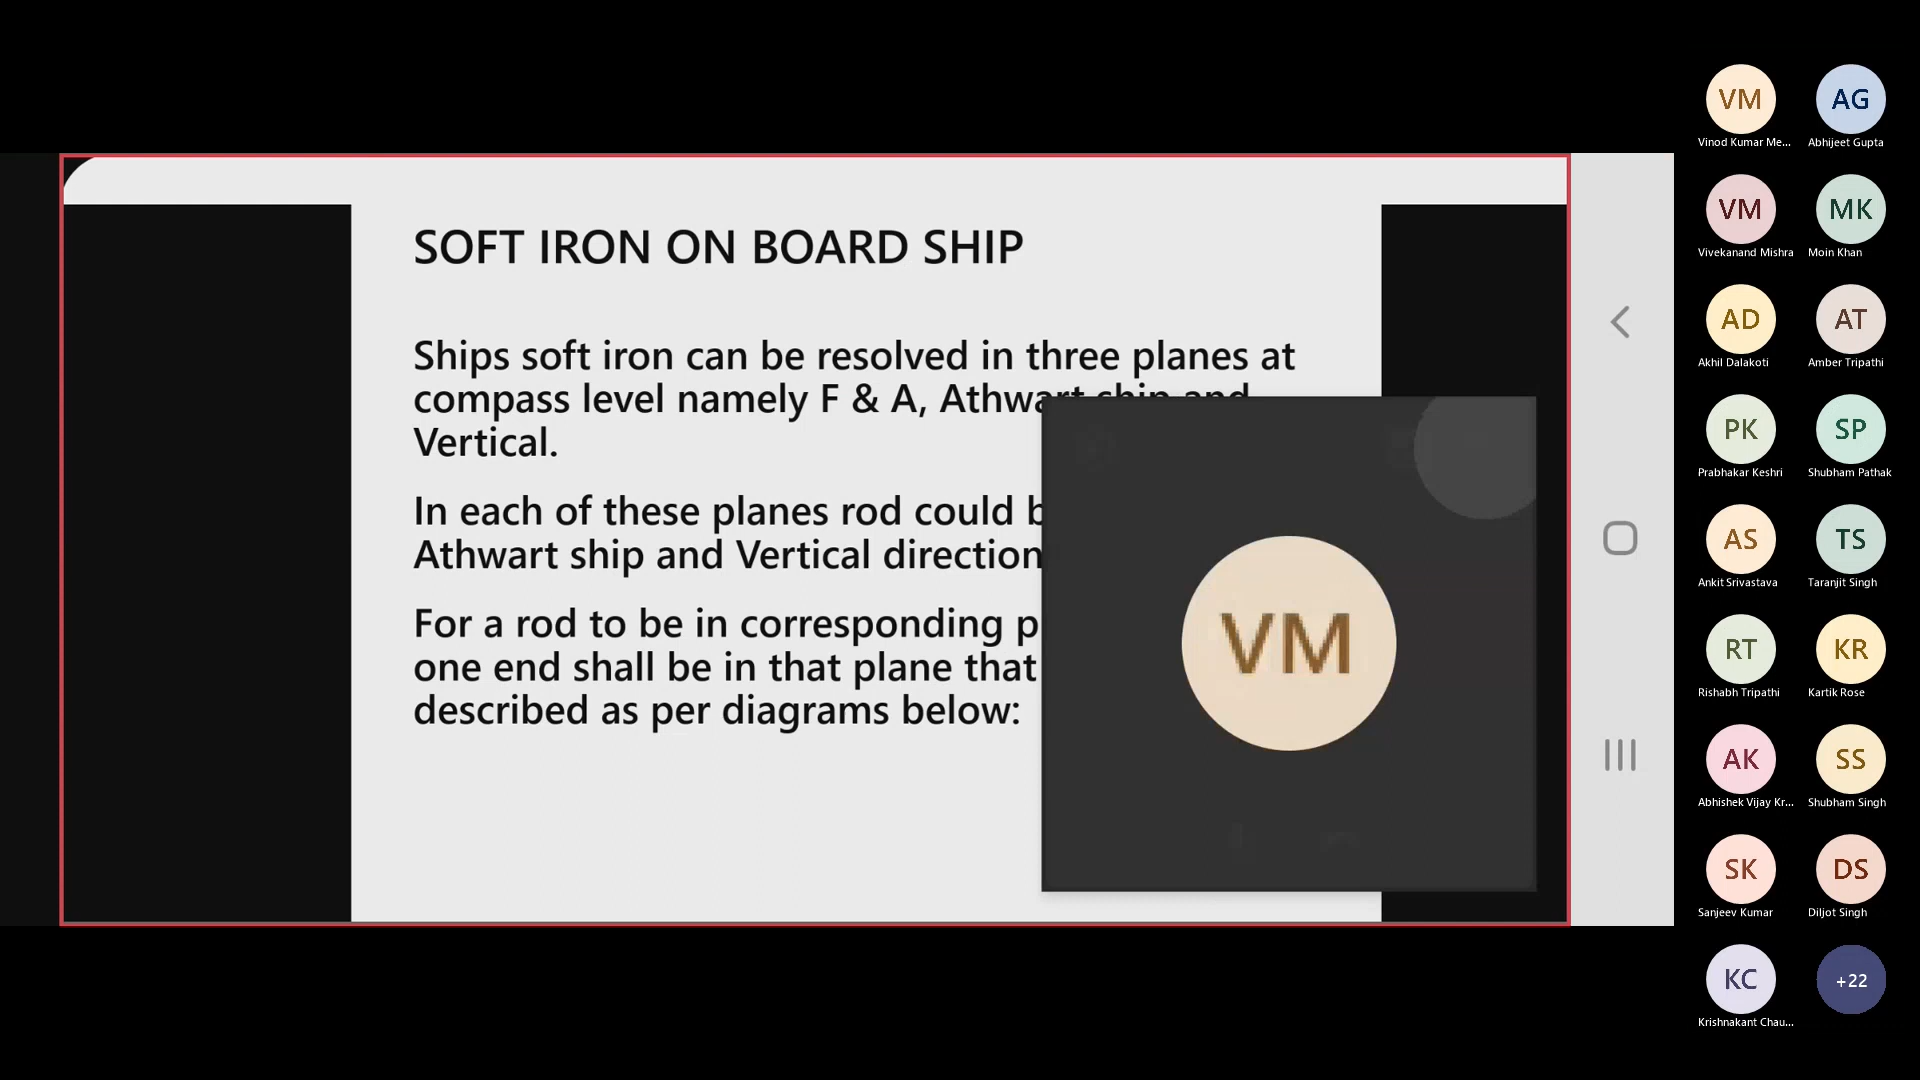 SOFT IRON ON BOARD SHIP
Ships soft iron can be resolved in three planes at
compass level namely F & A, Athwart ship and
Vertical.
In each of these planes rod could
Athwart ship and Vertical direction
For a rod to be in corresponding
one end shall be in that plane that
described as per diagrams below:
VM
VM
Vinod Kumar Me...
AG
Abhijeet Gupta
VM
Vivekanand Mishra
MK
Moin Khan
AD
Akhil Dalakoti
AT
Amber Tripathi
PK
Prabhakar Keshri
SP
Shubham Pathak
AS
Ankit Srivastava
TS
Taranjit Singh
RT
Rishabh Tripathi
KR
Kartik Rose
AK
Abhishek Vijay Kr...
SS
Shubham Singh
SK
Sanjeev Kumar
DS
Diljot Singh
KC
Krishnakant Chau...
+22